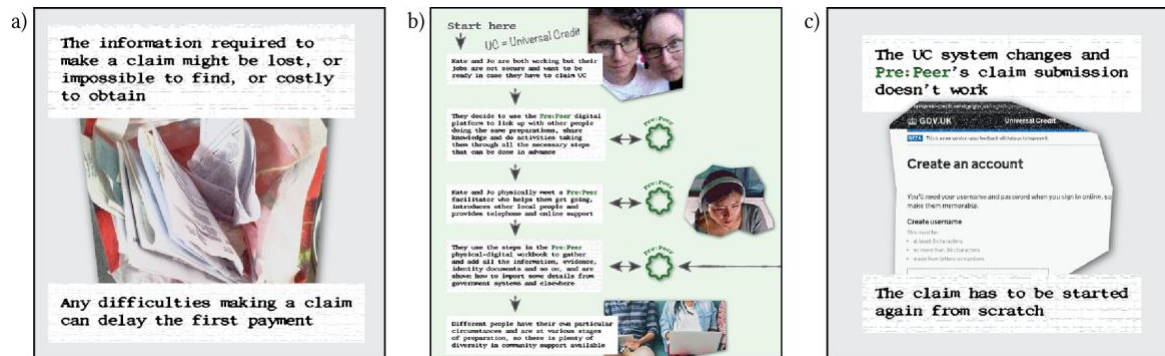 a)
The information required to
make a claim might be lost, or
impossible to find, or costly
to obtain
Any difficulties making a claim
can delay the first payment
b)
Start here
UC = Universal Credit
Kate and Jo are both working but their
jobs are not secure and want to be
ready in case they have to claim UC
They decide to use the Pre:Peer digital
platform to link up with other people
doing the same preparations, share
knowledge and do activities taking
them through all the necessary steps
that can be done in advance
Pre:Peer
Kate and Jo physically meet a Pre:Peer
facilitator who helps them get going,
introduces other local people and
provides telephone and online support
Pre:Peer
They use the steps in the Pre:Peer
physical-digital workbook to gather
and add all the information, evidence,
identity documents and so on, and are
shown how to import some details from
government systems and elsewhere
Pre:Peer
Different people have their own particular
circumstances and are at various stages
of preparation, so there is plenty of
diversity in community support available
c)
The UC system changes and
Pre:Peer's claim submission
doesn't work
GOV.UK
Universal Credit
BETA
Create an account
You'll need your username and password when you sign in online, so
make them memorable.
Create username
This must be:
The claim has to be started
again from scratch